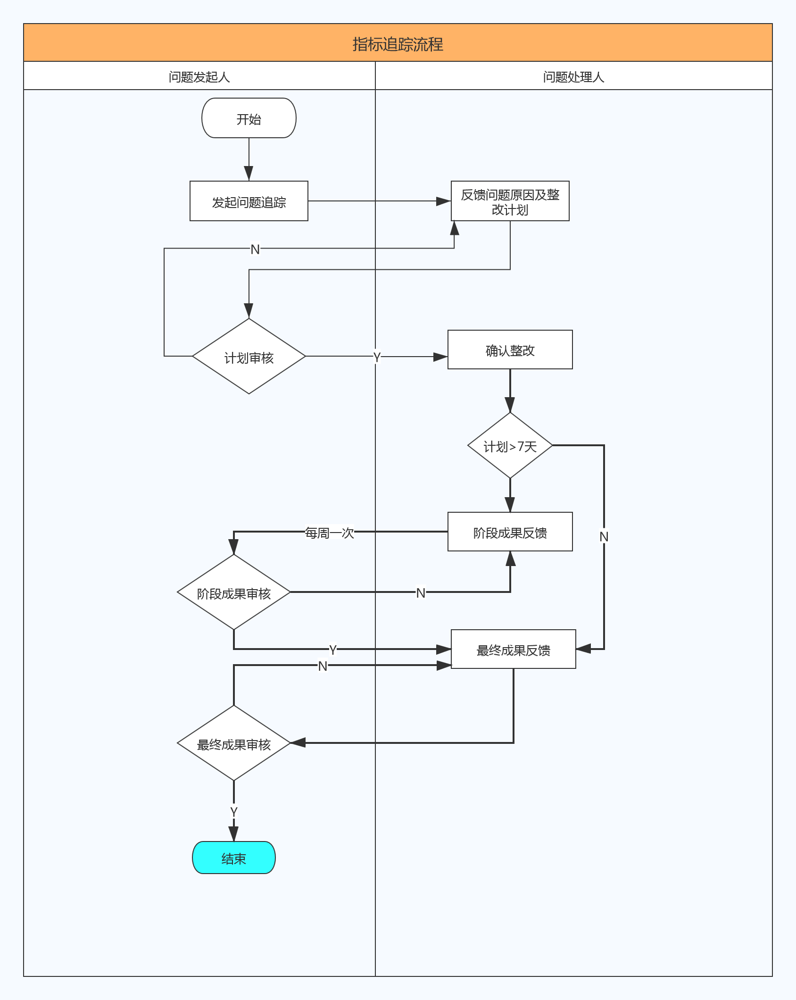 指标追踪流程
问题发起人
问题处理人
开始
发起问题追踪
反馈问题原因及整
改计划
N
计划审核
Y
确认整改
计划>7天
每周一次
阶段成果反馈
N
阶段成果审核
N
Y
最终成果反馈
N
最终成果审核
Y
结束